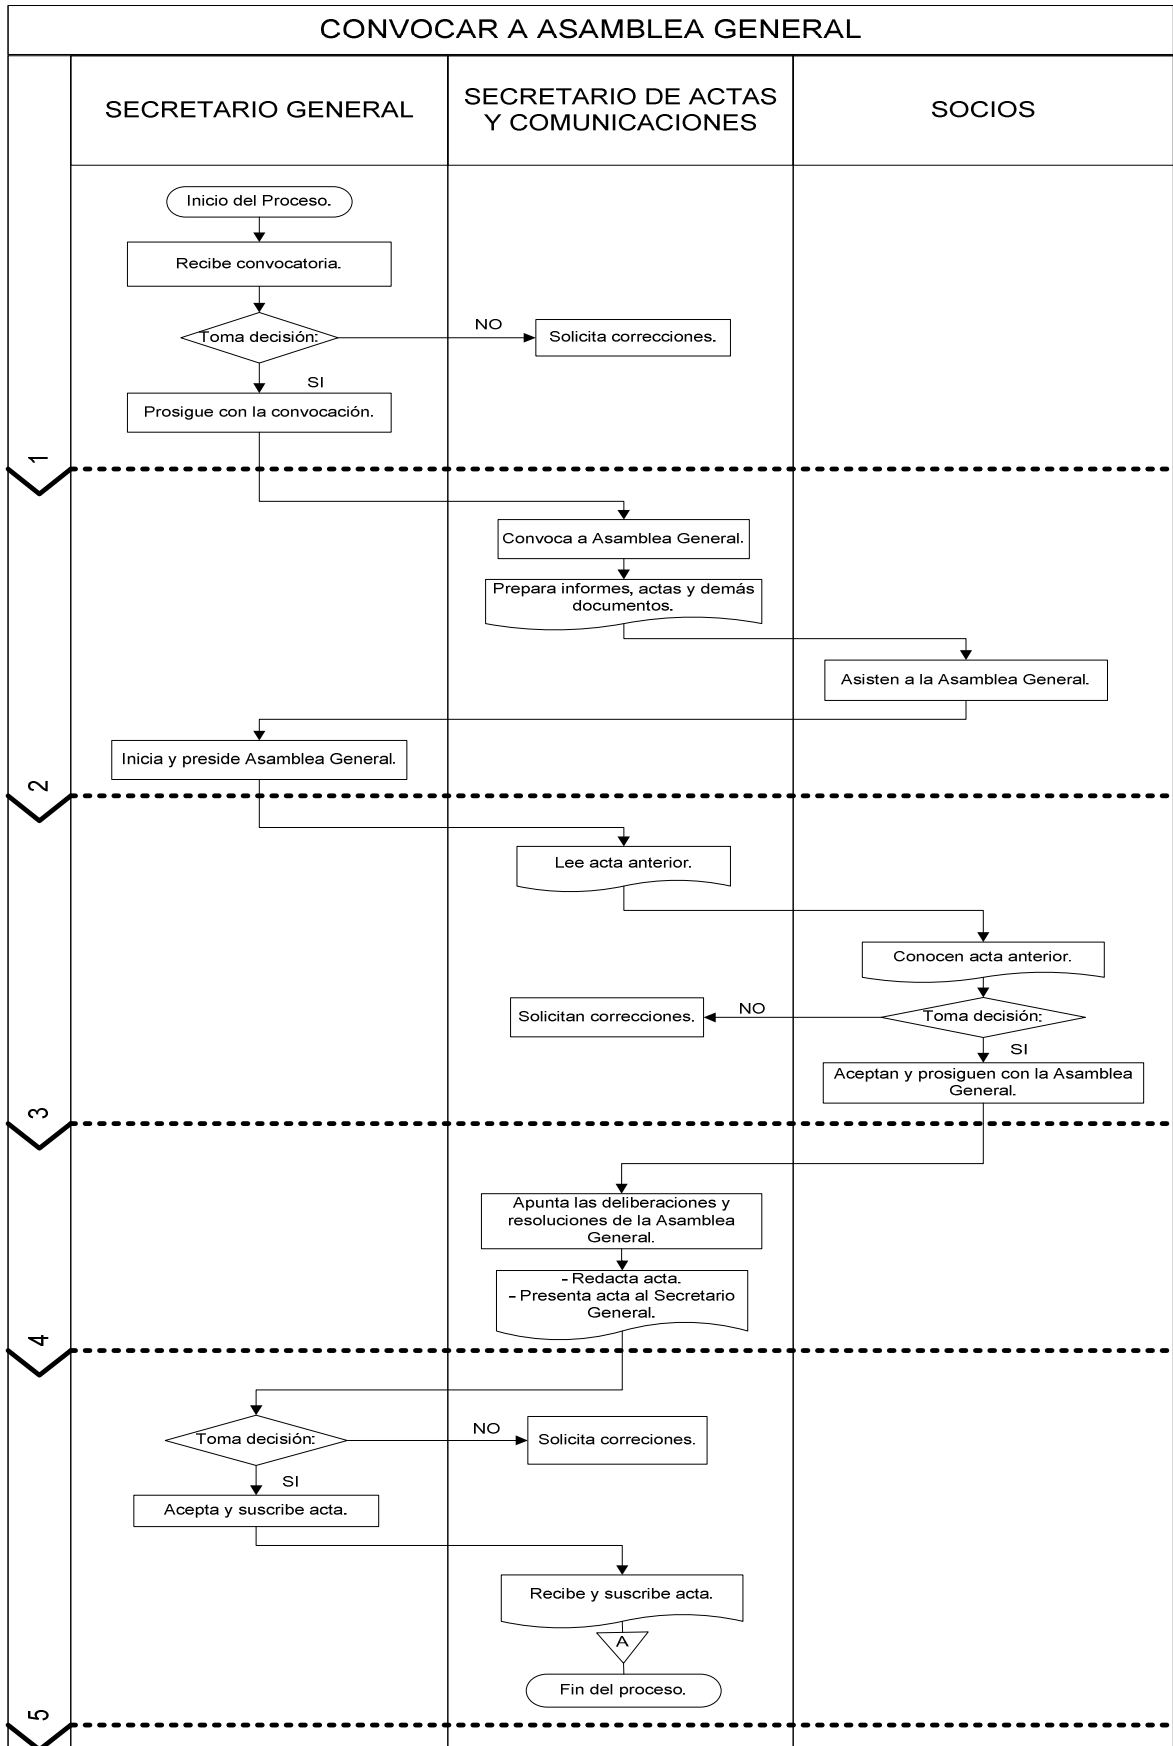 CONVOCAR A ASAMBLEA GENERAL
SECRETARIO GENERAL
SECRETARIO DE ACTAS
Y COMUNICACIONES
SOCIOS
Inicio del Proceso.
Recibe convocatoria.
Toma decisión:
NO
Solicita correcciones.
SI
Prosigue con la convocación.
1
Convoca a Asamblea General.
Prepara informes, actas y demás
documentos.
Asisten a la Asamblea General.
Inicia y preside Asamblea General.
2
Lee acta anterior.
Conocen acta anterior.
Toma decisión:
NO
Solicitan correcciones.
SI
Aceptan y prosiguen con la Asamblea
General.
3
Apunta las deliberaciones y
resoluciones de la Asamblea
General.
- Redacta acta.
- Presenta acta al Secretario
General.
4
Toma decisión:
NO
Solicita correciones.
SI
Acepta y suscribe acta.
Recibe y suscribe acta.
A
Fin del proceso.
5